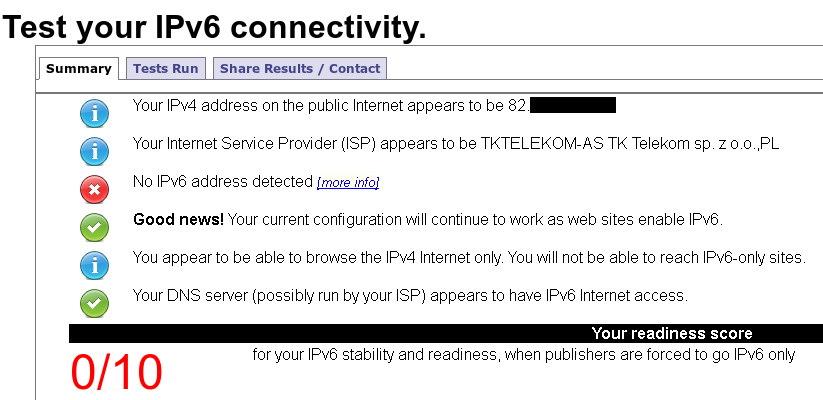 Test your IPv6 connectivity.
Summary Tests Run Share Results / Contact
Your IPv4 address on the public Internet appears to be 82.
Your Internet Service Provider (ISP) appears to be TKTELEKOM-AS TK Telekom sp. z o.o.,PL
No IPv6 address detected [more info]
Good news! Your current configuration will continue to work as web sites enable IPv6.
You appear to be able to browse the IPv4 Internet only. You will not be able to reach IPv6-only sites.
Your DNS server (possibly run by your ISP) appears to have IPv6 Internet access.
Your readiness score
0/10 for your IPv6 stability and readiness, when publishers are forced to go IPv6 only